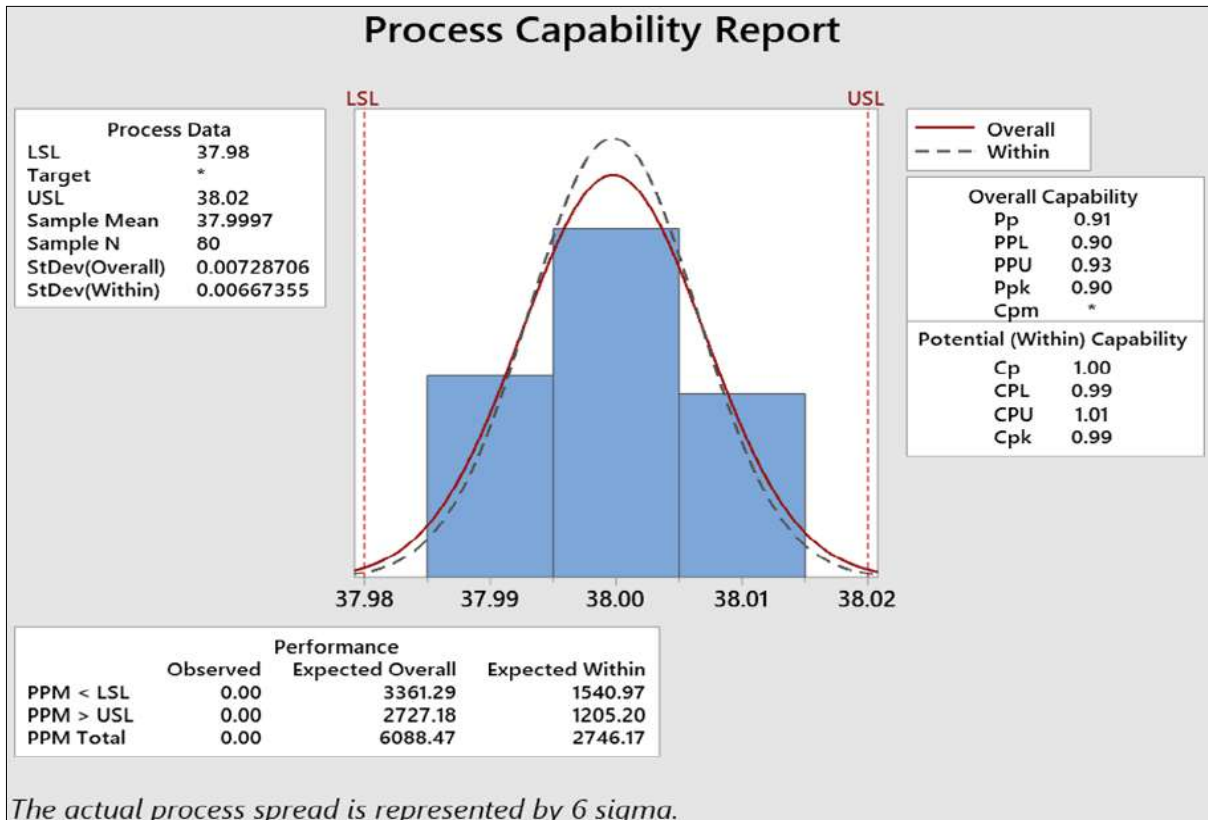 Process Capability Report
LSL USL
Process Data
LSL 37.98
Target *
USL 38.02
Sample Mean 37.9997
Sample N 80
StDev(Overall) 0.00728706
StDev(Within) 0.00667355
Overall
Within
Overall Capability
Pp 0.91
PPL 0.90
PPU 0.93
Ppk 0.90
Cpm *
Potential (Within) Capability
Cp 1.00
CPL 0.99
CPU 1.01
Cpk 0.99
37.98 37.99 38.00 38.01 38.02
Performance
Observed Expected Overall Expected Within
PPM < LSL 0.00 3361.29 1540.97
PPM > USL 0.00 2727.18 1205.20
PPM Total 0.00 6088.47 2746.17
The actual process spread is represented by 6 sigma.